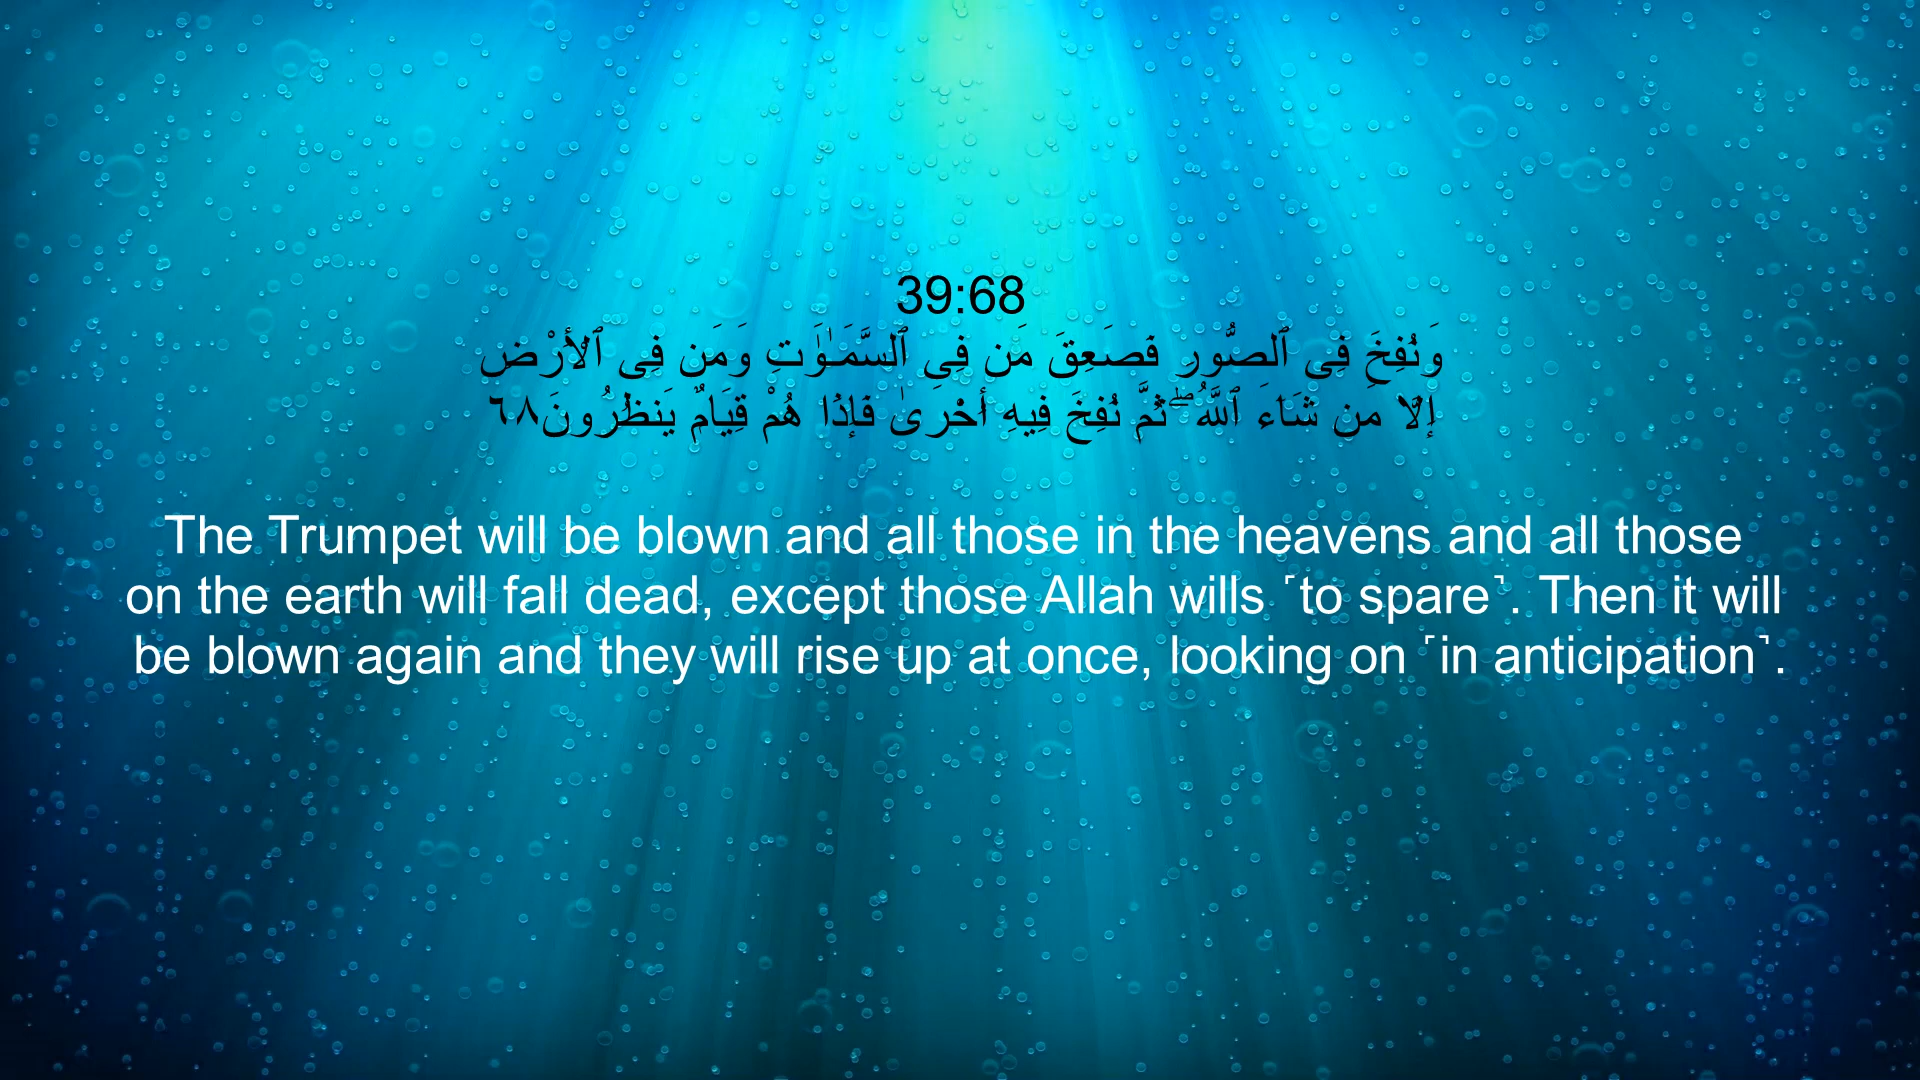 39:68
وَنُفِخَ فِى ٱلصُّورِ فَصَعِقَ مَن فِى ٱلسَّمَـٰوَٰتِ وَمَن فِى ٱلْأَرْضِ
إِلَّا مَن شَآءَ ٱللَّهُ ۖ ثُمَّ نُفِخَ فِيهِ أُخْرَىٰ فَإِذَا هُمْ قِيَامٌۭ يَنظُرُونَ٦٨
The Trumpet will be blown and all those in the heavens and all those
on the earth will fall dead, except those Allah wills ˹to spare˺. Then it will
be blown again and they will rise up at once, looking on ˹in anticipation˺.